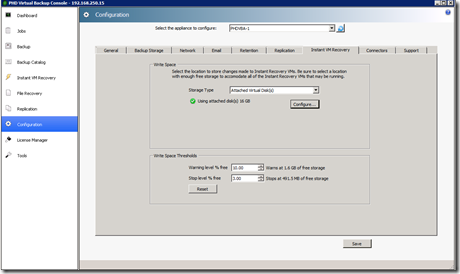 PHD Virtual Backup Console - 192.168.250.15
Dashboard
Jobs
Backup
Backup Catalog
Instant VM Recovery
File Recovery
Replication
Configuration
License Manager
Tools
Configuration
Select the appliance to configure: PHDVBA-1
General Backup Storage Network Email Retention Replication Instant VM Recovery Connectors Support
Write Space
Select the location to store changes made to Instant Recovery VMs. Be sure to select a location
with enough free storage to accomodate all of the Instant Recovery VMs that may be running.
Storage Type Attached Virtual Disk(s)
Using attached disk(s) 16 GB Configure...
Write Space Thresholds
Warning level % free 10.00 Warns at 1.6 GB of free storage
Stop level % free 3.00 Stops at 491.5 MB of free storage
Reset
Save